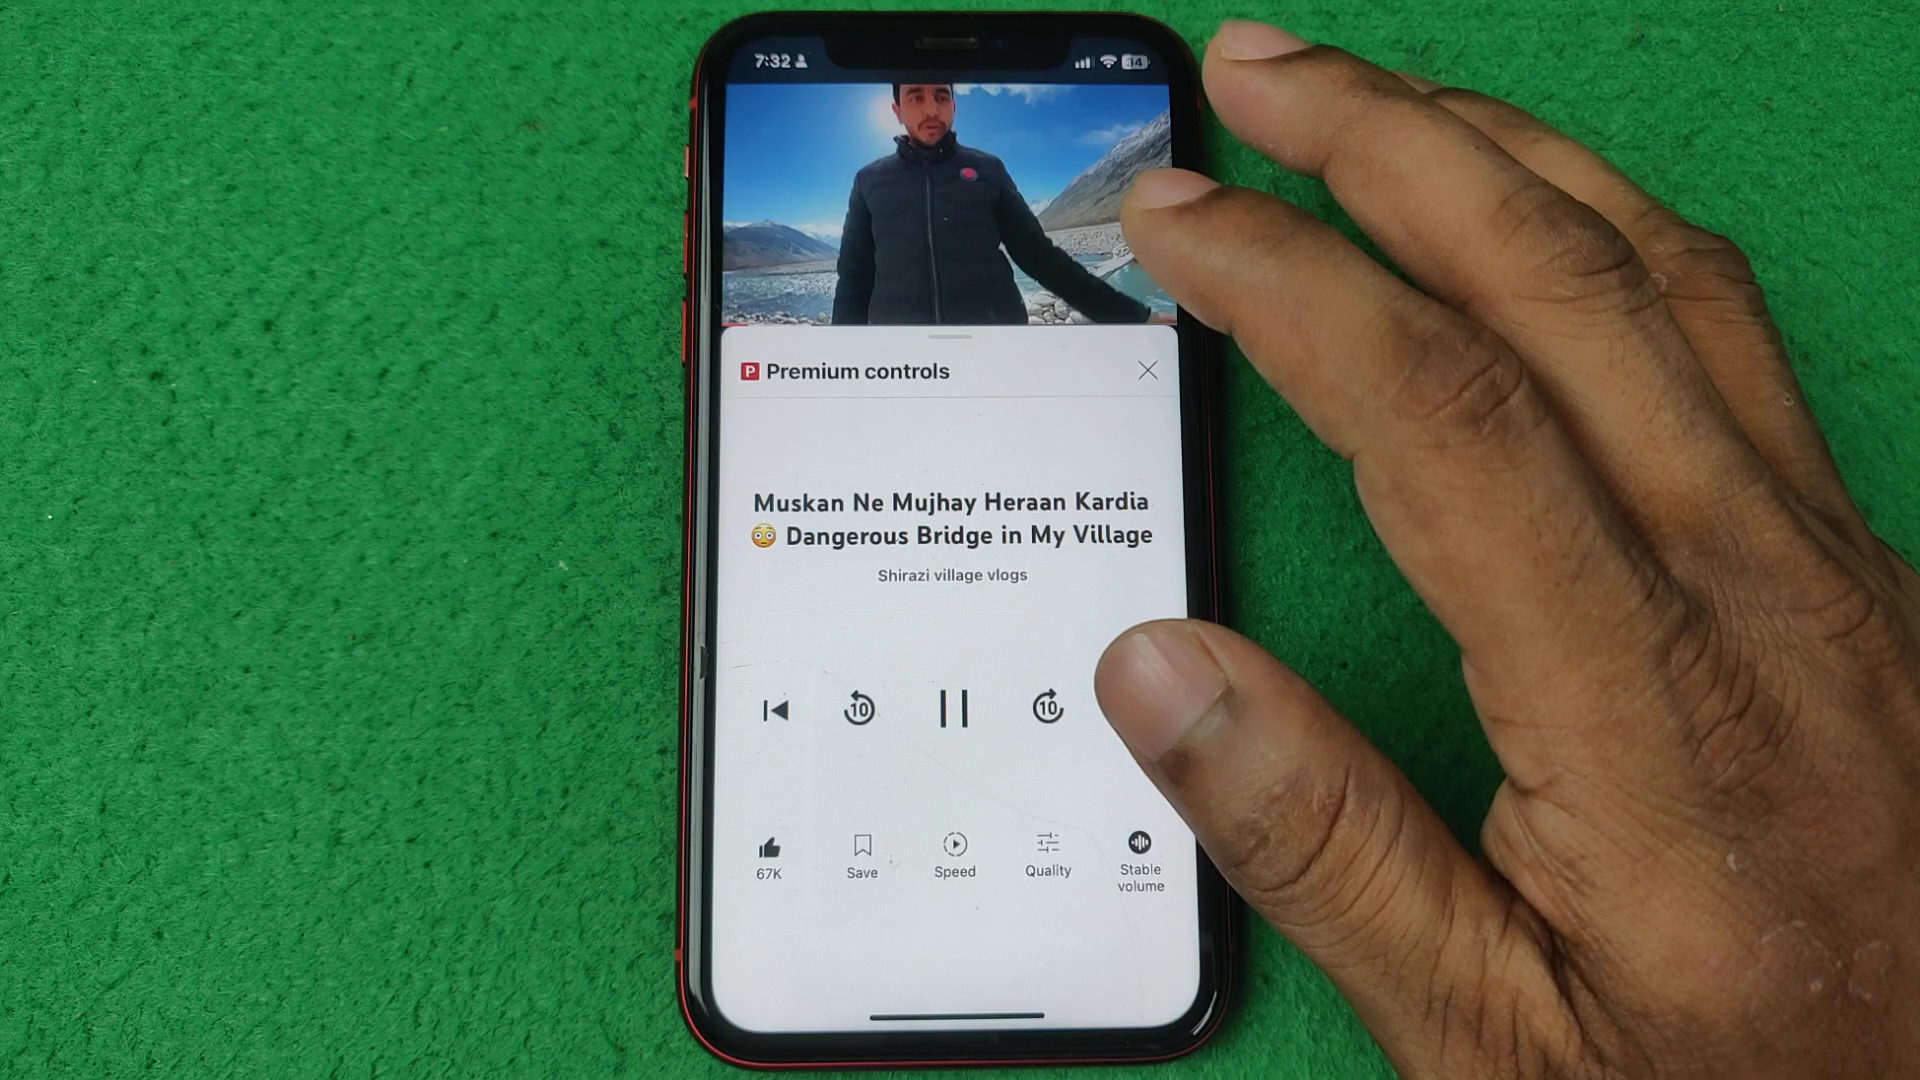 7:32
34
P Premium controls
Muskan Ne Mujhay Heraan Kardia
😳 Dangerous Bridge in My Village
Shirazi village vlogs
10
10
67K
Save
Speed
Quality
Stable
volume